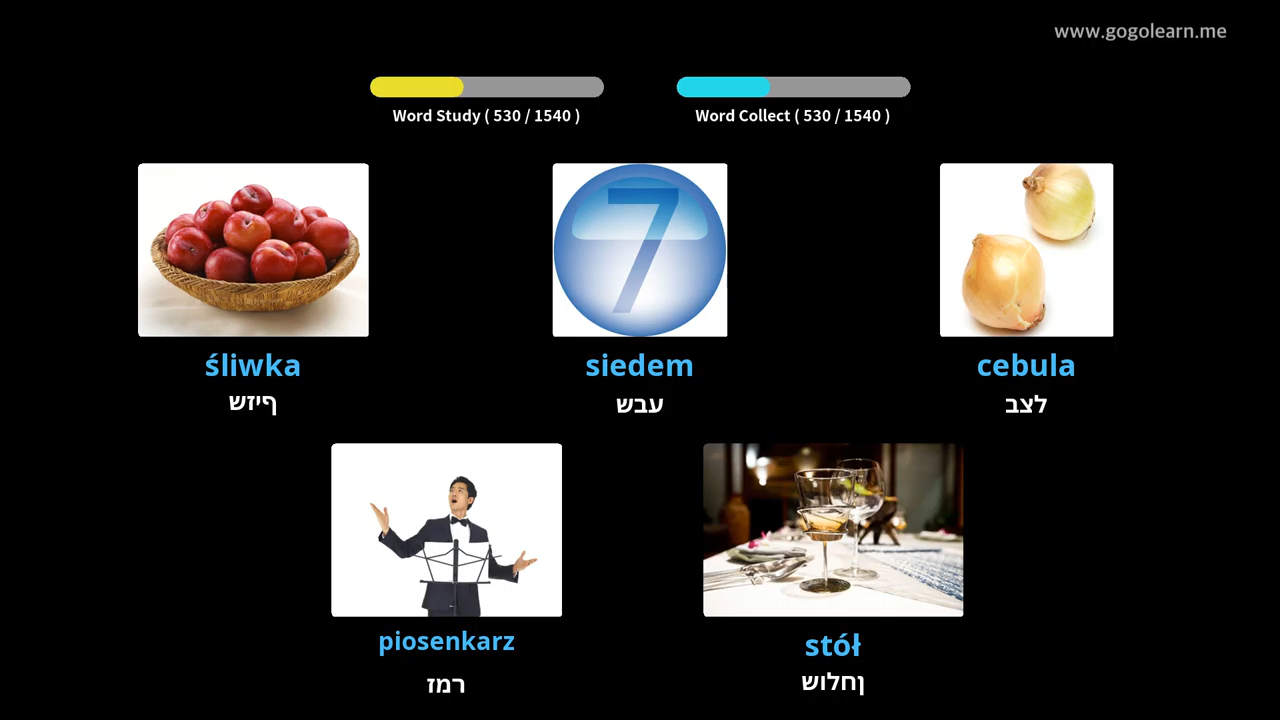 www.gogolearn.me
Word Study ( 530 / 1540 )
Word Collect ( 530 / 1540 )
śliwka
שזיף
siedem
שבע
cebula
בצל
piosenkarz
זמר
stół
שולחן